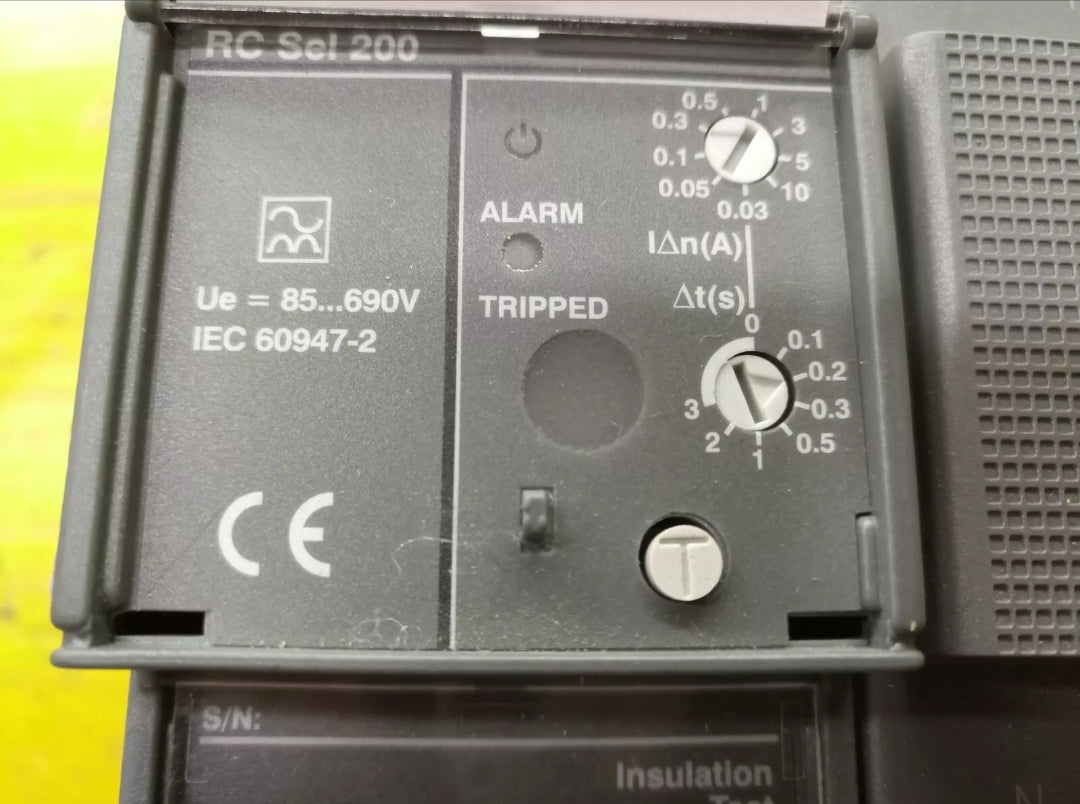 RC Sel 200
Ue = 85...690V
IEC 60947-2
CE
ALARM
TRIPPED
0.5
1
0.3
3
0.1
5
0.05
10
0.03
IΔn(A)
Δt(s)
0
0.1
0.2
0.3
0.5
1
2
3
T
S/N:
Insulation
Test